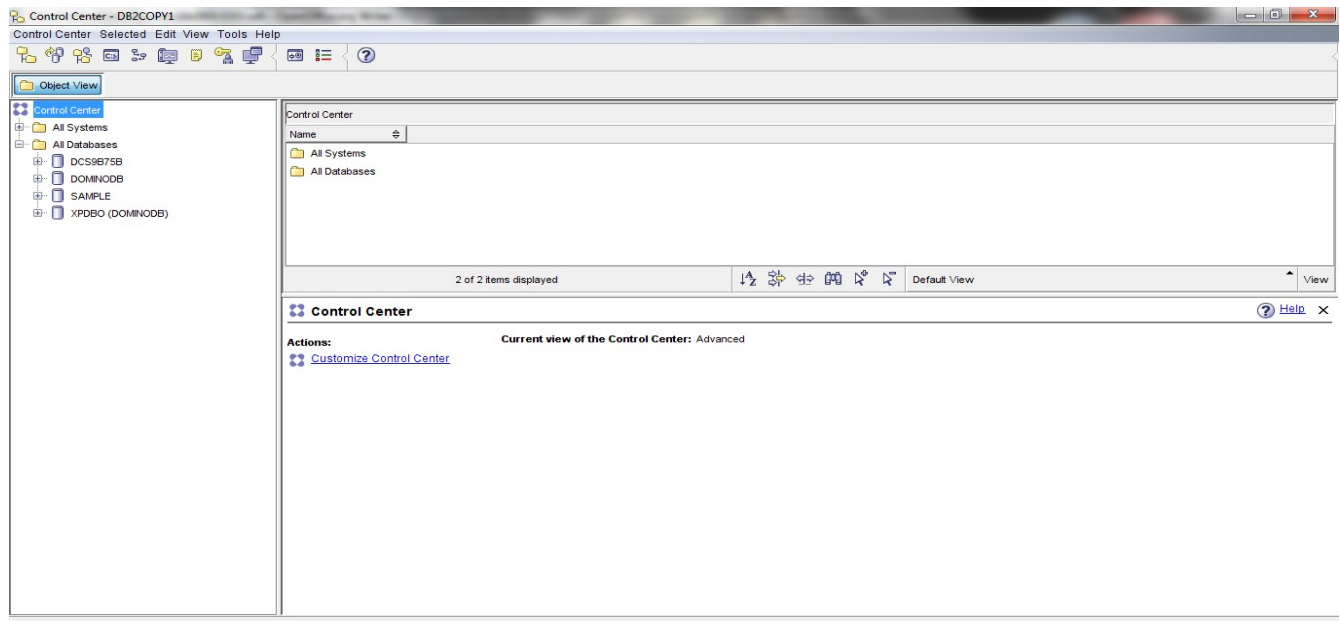 Control Center - DB2COPY1
Control Center Selected Edit View Tools Help
Object View
Control Center
All Systems
All Databases
DCS9B75B
DOMINODB
SAMPLE
XPDBO (DOMINODB)
Control Center
Name
All Systems
All Databases
2 of 2 items displayed
Default View
View
Control Center
Help
Actions:
Current view of the Control Center: Advanced
Customize Control Center